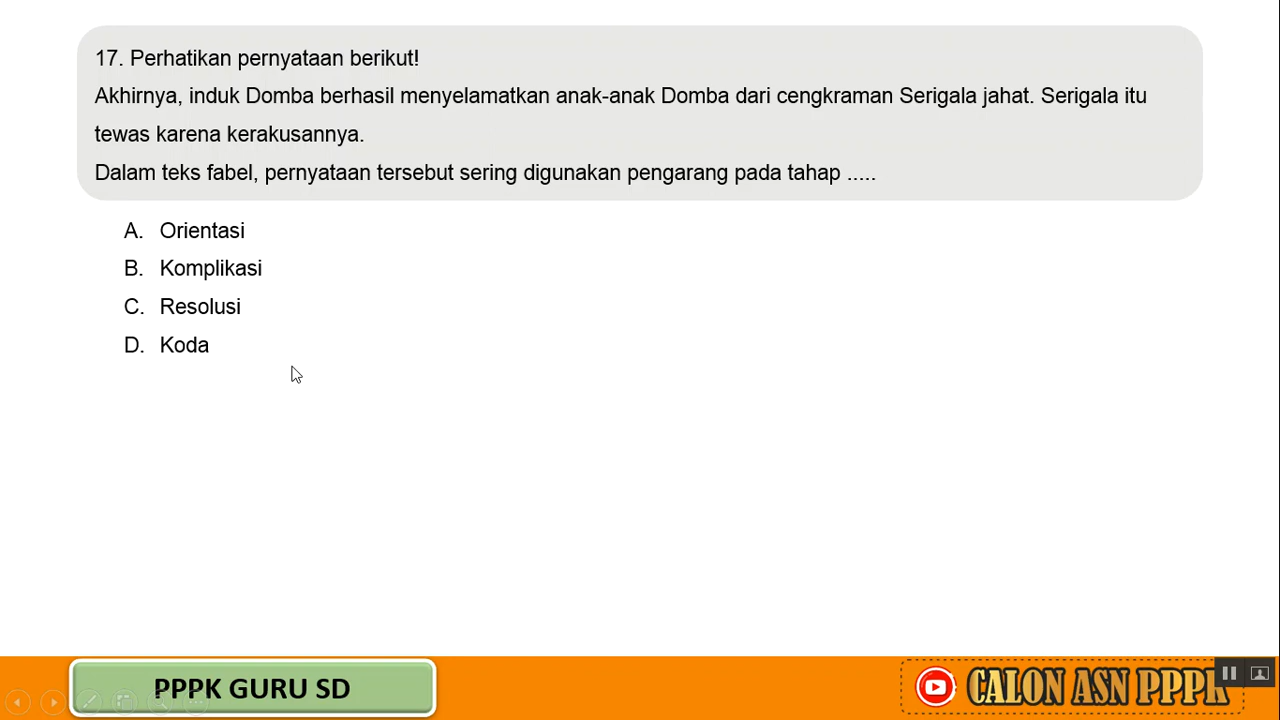 17. Perhatikan pernyataan berikut!
Akhirnya, induk Domba berhasil menyelamatkan anak-anak Domba dari cengkraman Serigala jahat. Serigala itu
tewas karena kerakusannya.
Dalam teks fabel, pernyataan tersebut sering digunakan pengarang pada tahap .....
A. Orientasi
B. Komplikasi
C. Resolusi
D. Koda
PPPK GURU SD
CALON ASN PPPK